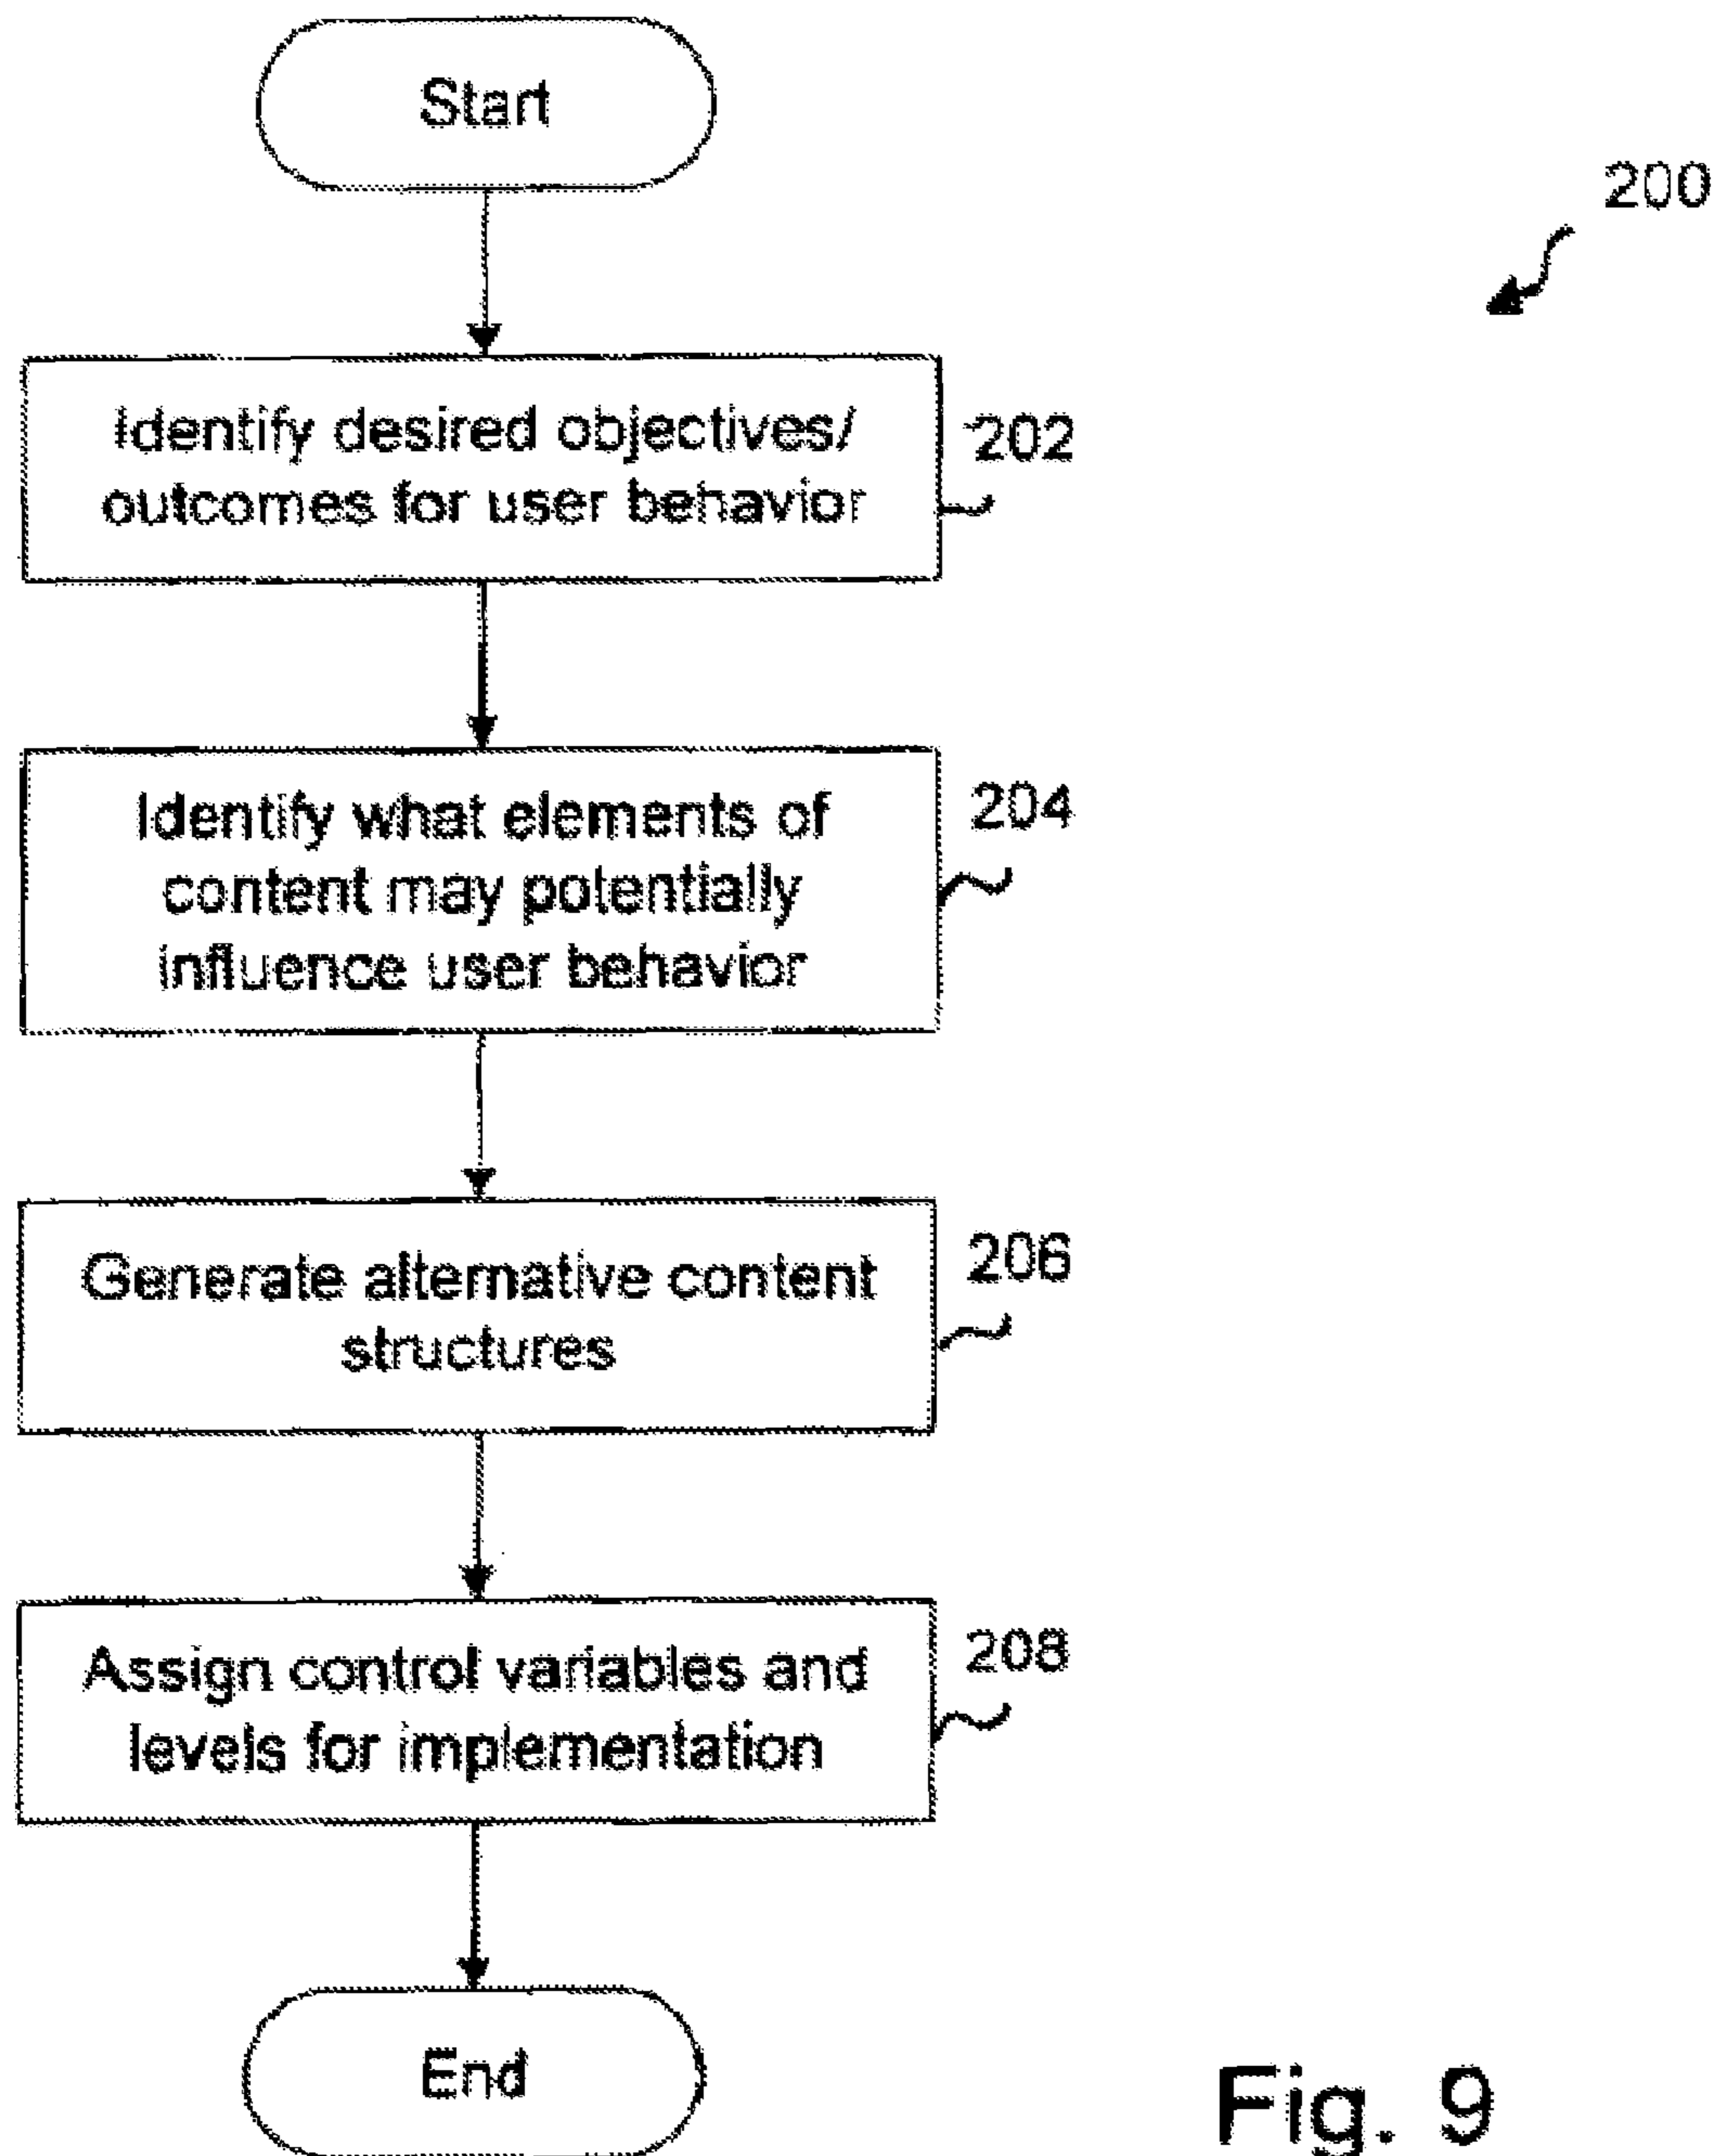 Start
200
Identify desired objectives/
outcomes for user behavior
202
Identify what elements of
content may potentially
influence user behavior
204
Generate alternative content
structures
206
Assign control variables and
levels for implementation
208
End
Fig. 9